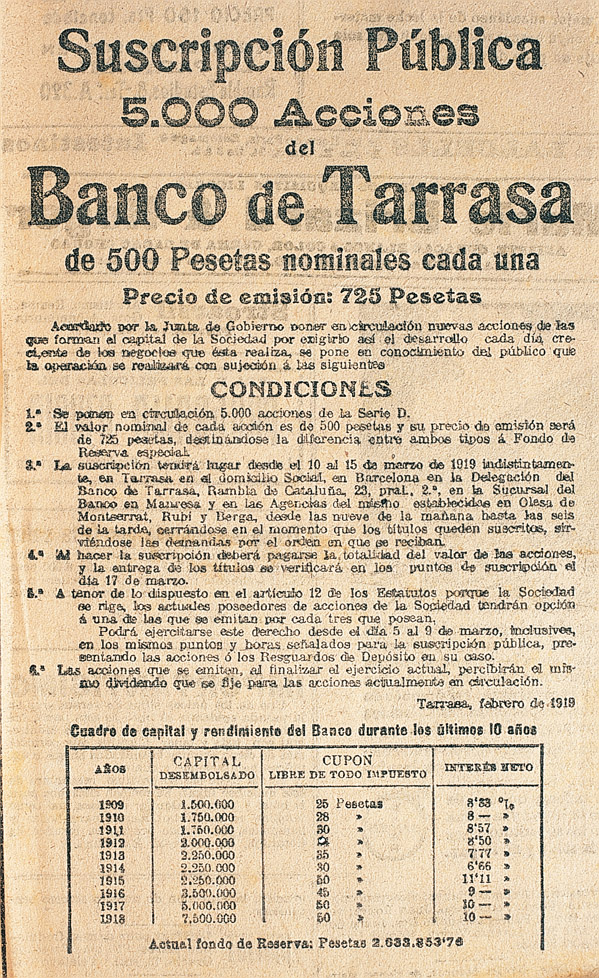 Suscripción Pública
5.000 Acciones
del
Banco de Tarrasa
de 500 Pesetas nominales cada una
Precio de emisión: 725 Pesetas
Acordado por la Junta de Gobierno poner en circulación nuevas acciones de las
que forman el capital de la Sociedad por exigirlo así el desarrollo cada día cre-
ciente de los negocios que ésta realiza, se pone en conocimiento del público que
la operación se realizará con sujeción á las siguientes
CONDICIONES
1.ª Se ponen en circulación 5.000 acciones de la Serie D.
2.ª El valor nominal de cada acción es de 500 pesetas y su precio de emisión será
de 725 pesetas, destinándose la diferencia entre ambos tipos á Fondo de
Reserva especial.
3.ª La suscripción tendrá lugar desde el 10 al 15 de marzo de 1919 indistintamen-
te, en Tarrasa en el domicilio Social, en Barcelona en la Delegación del
Banco de Tarrasa, Rambla de Cataluña, 23, pral., 2.ª, en la Sucursal del
Banco en Manresa y en las Agencias del mismo establecidas en Olesa de
Montserrat, Rubí y Berga, desde las nueve de la mañana hasta las seis
de la tarde, cerrándose en el momento que los títulos queden suscritos, sir-
viéndose las demandas por el orden en que se reciban.
4.ª Al hacer la suscripción deberá pagarse la totalidad del valor de las acciones,
y la entrega de los títulos se verificará en los puntos de suscripción el
día 17 de marzo.
5.ª A tenor de lo dispuesto en el artículo 12 de los Estatutos porque la Sociedad
se rige, los actuales poseedores de acciones de la Sociedad tendrán opción
á una de las que se emitan por cada tres que posean.
Podrá ejercitarse este derecho desde el día 5 al 9 de marzo, inclusives,
en los mismos puntos y horas señalados para la suscripción pública, pre-
sentando las acciones ó los Resguardos de Depósito en su caso.
6.ª Las acciones que se emiten, al finalizar el ejercicio actual, percibirán el mis-
mo dividendo que se fije para las acciones actualmente en circulación.
Tarrasa, febrero de 1919
Cuadro de capital y rendimiento del Banco durante los últimos 10 años
AÑOS CAPITAL DESEMBOLSADO CUPON LIBRE DE TODO IMPUESTO INTERÉS NETO
1909 1.500.000 25 Pesetas 8'33 %
1910 1.750.000 28 » 8 — »
1911 1.750.000 30 » 8'57 »
1912 2.000.000 » 8'50 »
1913 2.250.000 35 » 7'77 »
1914 2.250.000 30 » 6'66 »
1915 2.250.000 50 » 11'11 »
1916 3.500.000 45 » 9 — »
1917 5.000.000 50 » 10 — »
1918 7.500.000 50 » 10 — »
Actual fondo de Reserva: Pesetas 2.633.853'76